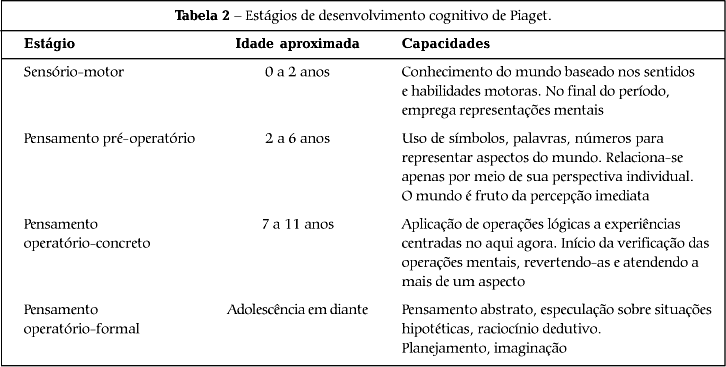 Tabela 2 – Estágios de desenvolvimento cognitivo de Piaget.
Estágio Idade aproximada Capacidades
Sensório-motor 0 a 2 anos Conhecimento do mundo baseado nos sentidos
e habilidades motoras. No final do período,
emprega representações mentais
Pensamento pré-operatório 2 a 6 anos Uso de símbolos, palavras, números para
representar aspectos do mundo. Relaciona-se
apenas por meio de sua perspectiva individual.
O mundo é fruto da percepção imediata
Pensamento 7 a 11 anos Aplicação de operações lógicas a experiências
operatório-concreto centradas no aqui agora. Início da verificação das
operações mentais, revertendo-as e atendendo a
mais de um aspecto
Pensamento Adolescência em diante Pensamento abstrato, especulação sobre situações
operatório-formal hipotéticas, raciocínio dedutivo.
Planejamento, imaginação